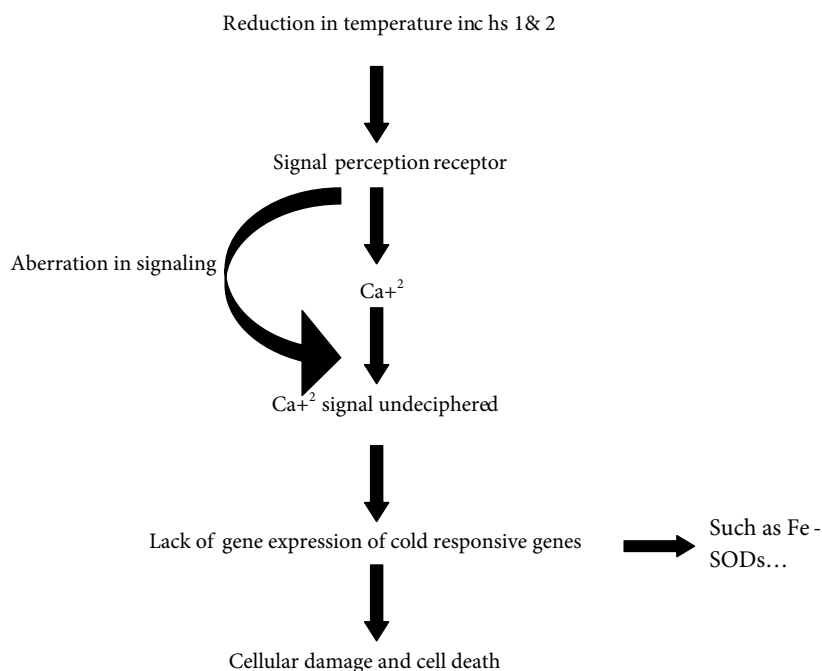 Reduction in temperature inc hs 1& 2
Signal perception receptor
Aberration in signaling
Ca+²
Ca+² signal undeciphered
Lack of gene expression of cold responsive genes
Such as Fe -
SODs…
Cellular damage and cell death